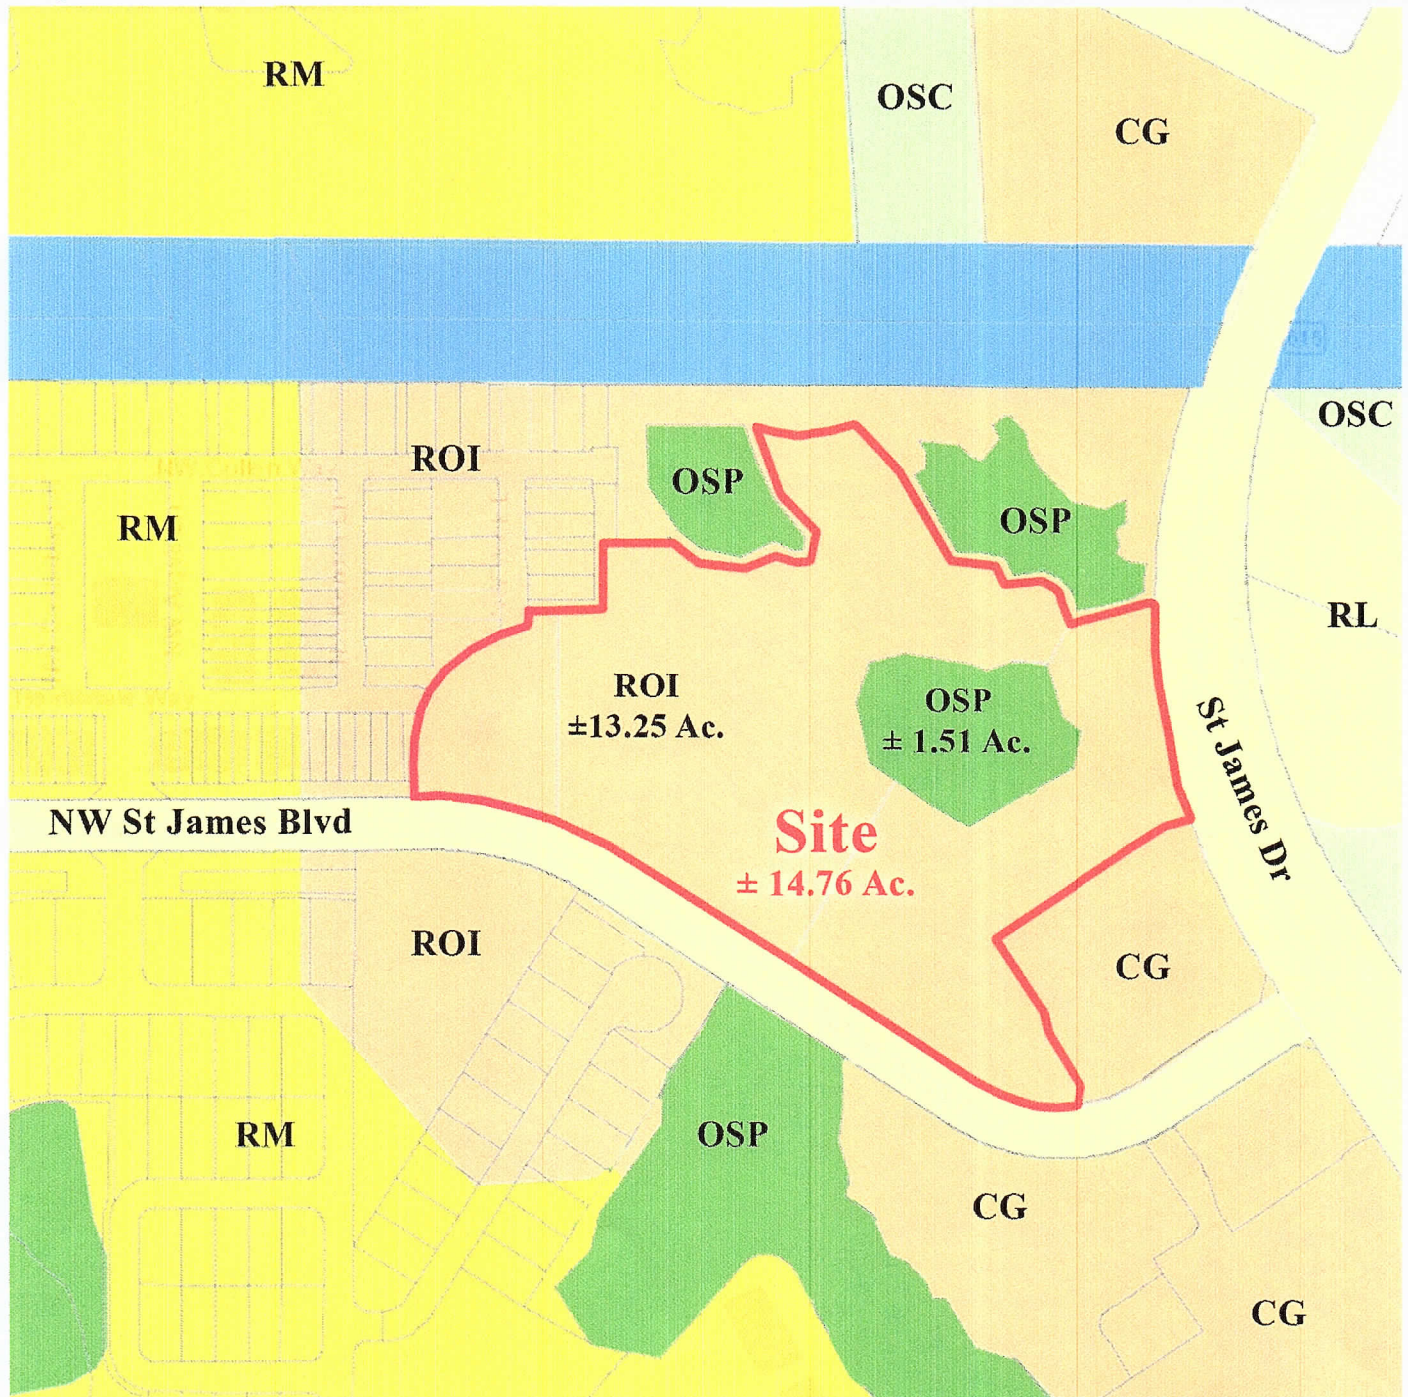 RM
OSC
CG
OSC
ROI
OSP
OSP
RM
RL
ROI
±13.25 Ac.
OSP
± 1.51 Ac.
St James Dr
NW St James Blvd
Site
± 14.76 Ac.
ROI
CG
RM
OSP
CG
CG